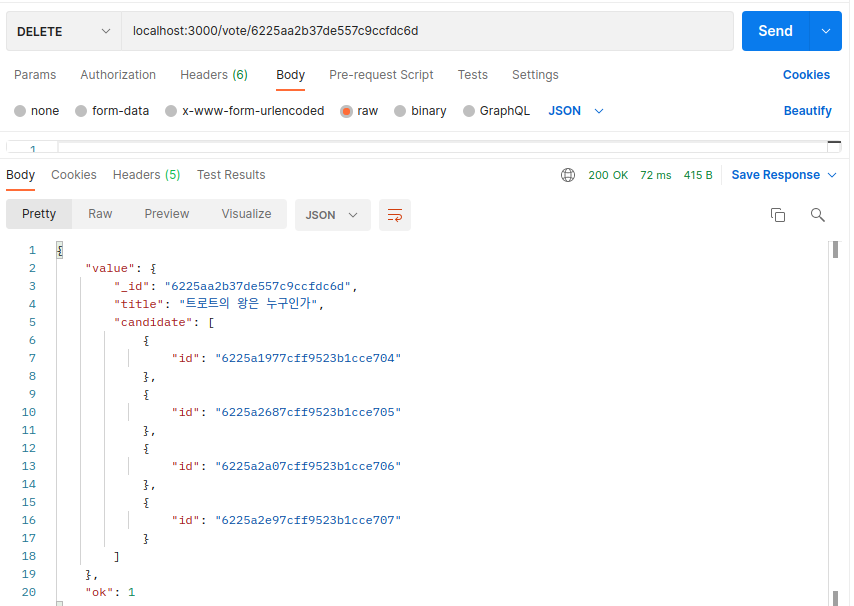 DELETE localhost:3000/vote/6225aa2b37de557c9ccfdc6d Send
Params Authorization Headers (6) Body Pre-request Script Tests Settings Cookies
none form-data x-www-form-urlencoded raw binary GraphQL JSON Beautify
1
Body Cookies Headers (5) Test Results 200 OK 72 ms 415 B Save Response
Pretty Raw Preview Visualize JSON
1 {
2 "value": {
3 "_id": "6225aa2b37de557c9ccfdc6d",
4 "title": "트로트의 왕은 누구인가",
5 "candidate": [
6 {
7 "id": "6225a1977cff9523b1cce704"
8 },
9 {
10 "id": "6225a2687cff9523b1cce705"
11 },
12 {
13 "id": "6225a2a07cff9523b1cce706"
14 },
15 {
16 "id": "6225a2e97cff9523b1cce707"
17 }
18 ]
19 },
20 "ok": 1